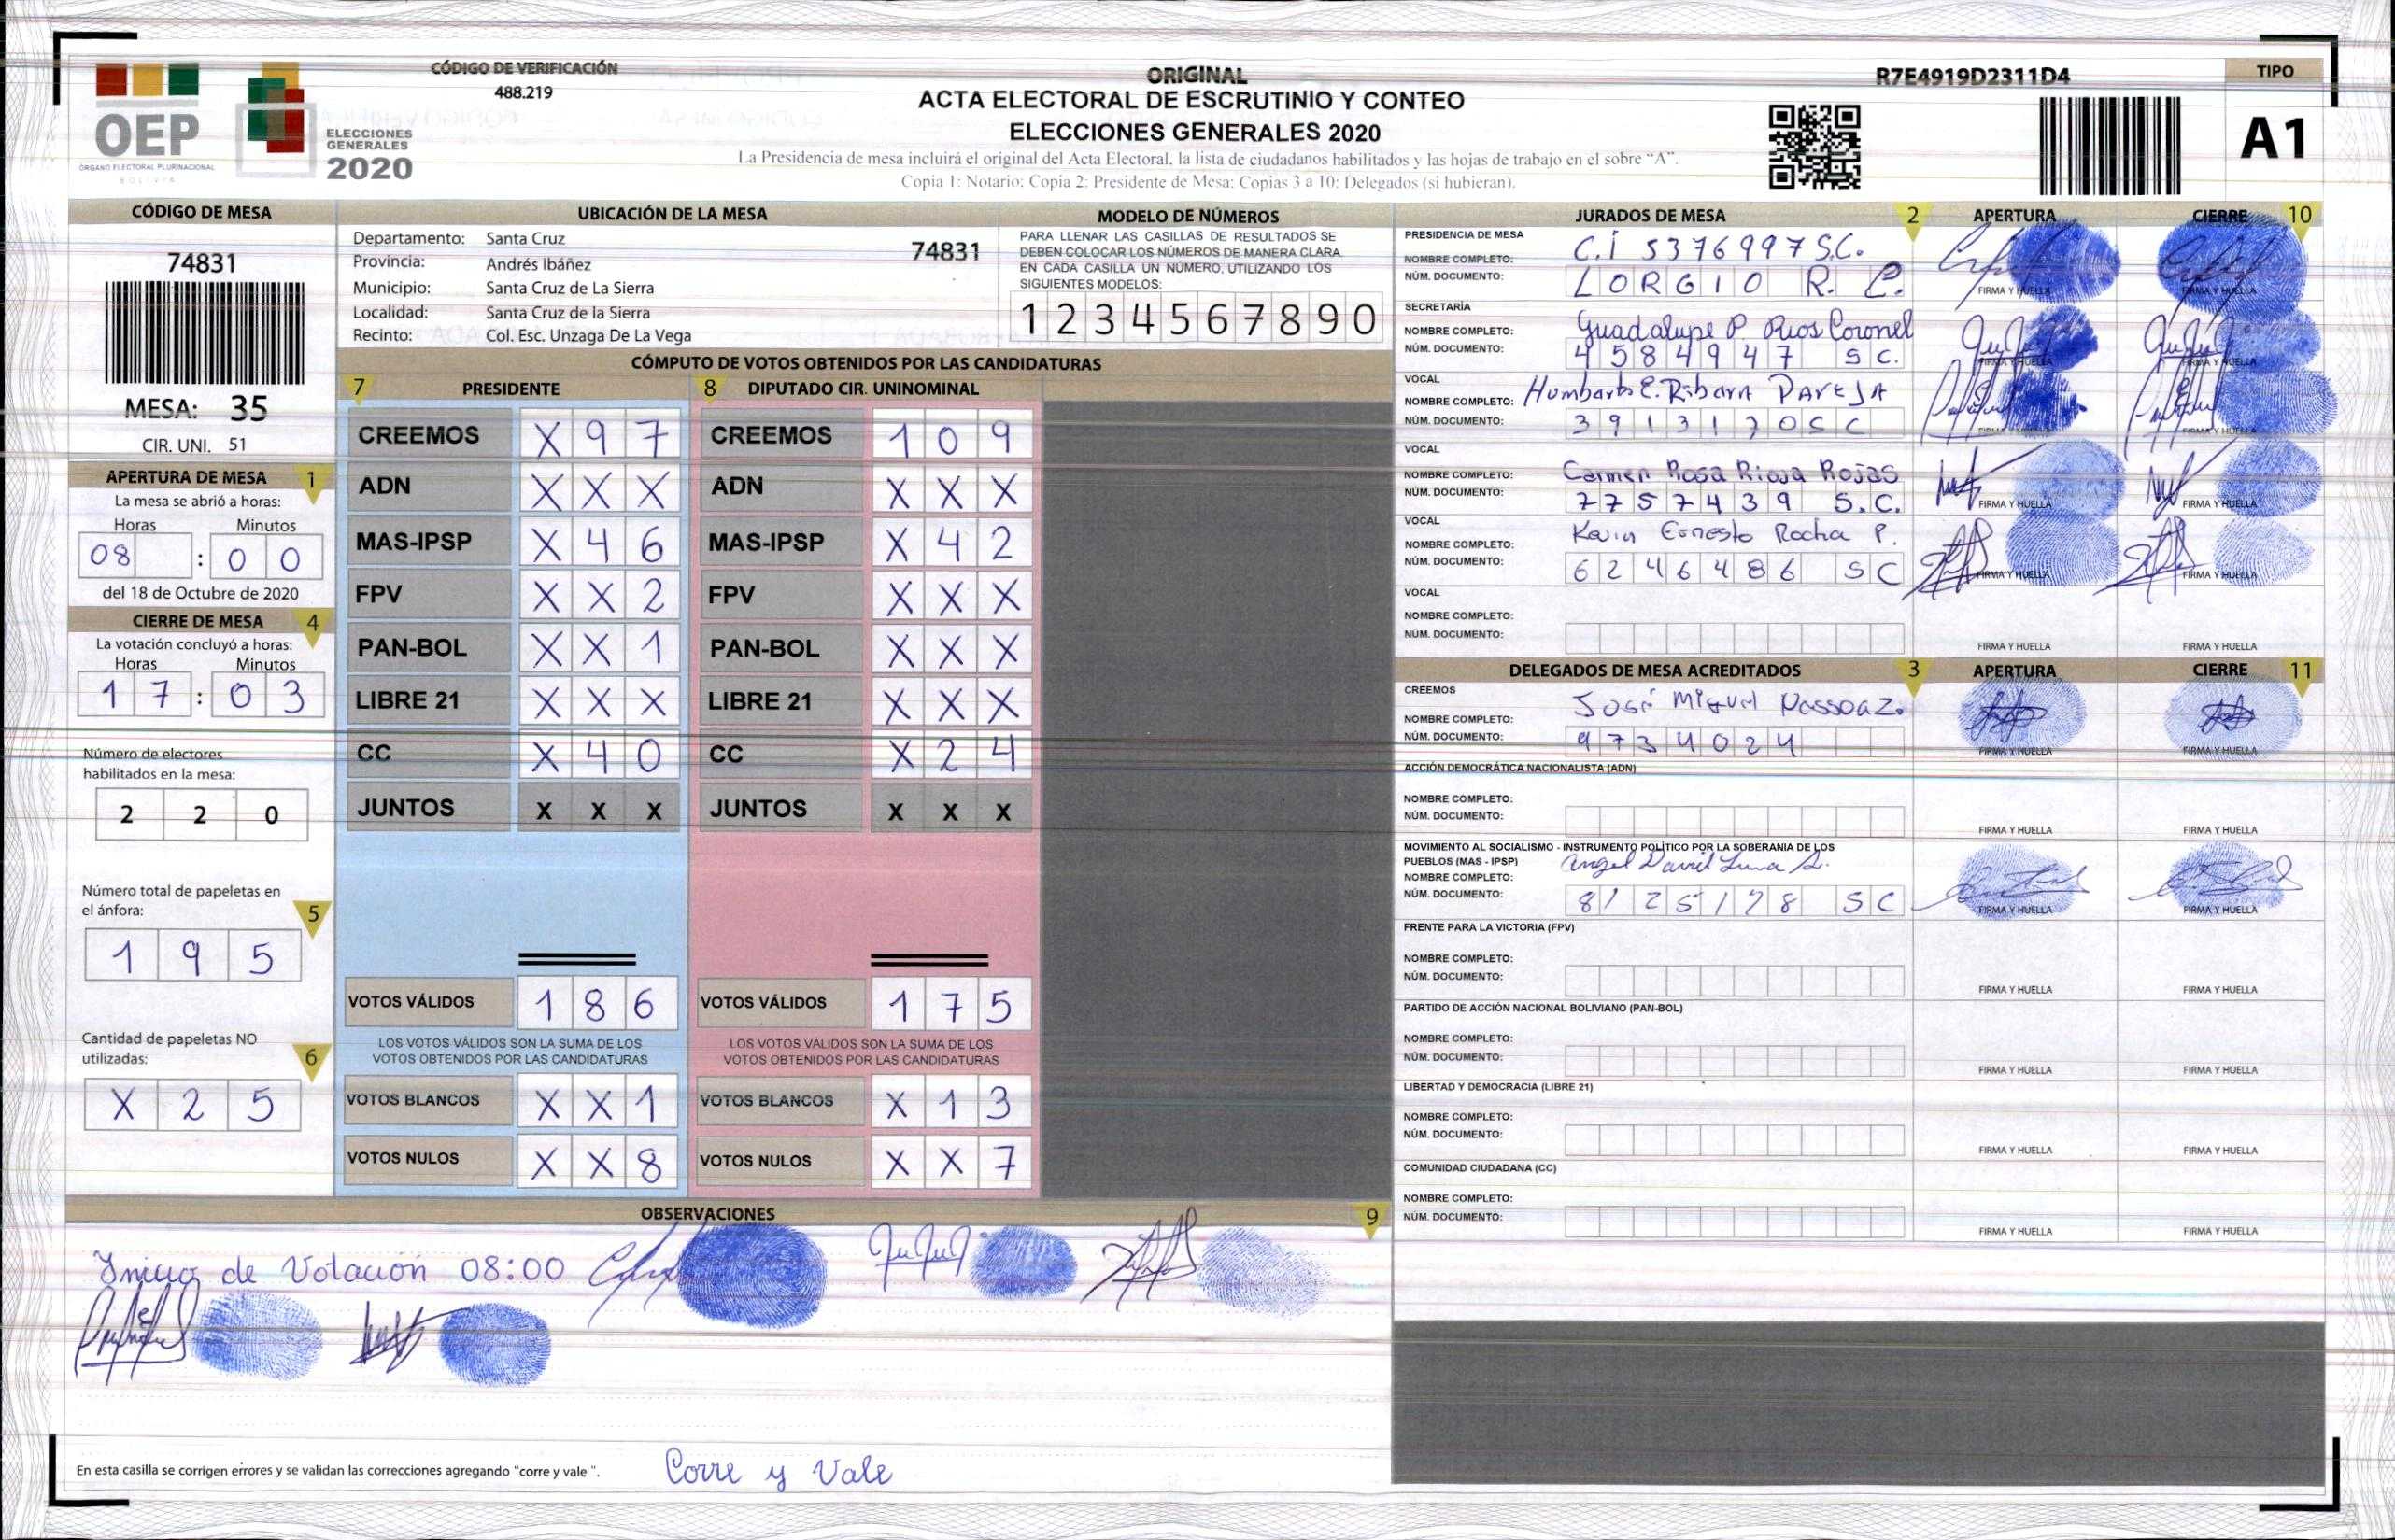 OEP
ÓRGANO ELECTORAL PLURINACIONAL
BOLIVIA
ELECCIONES
GENERALES
2020
CÓDIGO DE VERIFICACIÓN
488.219
ORIGINAL
ACTA ELECTORAL DE ESCRUTINIO Y CONTEO
ELECCIONES GENERALES 2020
La Presidencia de mesa incluirá el original del Acta Electoral, la lista de ciudadanos habilitados y las hojas de trabajo en el sobre “A”.
Copia 1: Notario: Copia 2: Presidente de Mesa: Copias 3 a 10: Delegados (si hubieran).
R7E4919D2311D4
TIPO
A1
CÓDIGO DE MESA
74831
MESA: 35
CIR. UNI. 51
APERTURA DE MESA 1
La mesa se abrió a horas:
Horas Minutos
08 : 0 0
del 18 de Octubre de 2020
CIERRE DE MESA 4
La votación concluyó a horas:
Horas Minutos
1 7 : 0 3
Número de electores
habilitados en la mesa:
2 2 0
Número total de papeletas en
el ánfora: 5
1 9 5
Cantidad de papeletas NO
utilizadas: 6
X 2 5
UBICACIÓN DE LA MESA
Departamento: Santa Cruz 74831
Provincia: Andrés Ibáñez
Municipio: Santa Cruz de La Sierra
Localidad: Santa Cruz de la Sierra
Recinto: Col. Esc. Unzaga De La Vega
MODELO DE NÚMEROS
PARA LLENAR LAS CASILLAS DE RESULTADOS SE
DEBEN COLOCAR LOS NÚMEROS DE MANERA CLARA
EN CADA CASILLA UN NÚMERO, UTILIZANDO LOS
SIGUIENTES MODELOS:
1 2 3 4 5 6 7 8 9 0
CÓMPUTO DE VOTOS OBTENIDOS POR LAS CANDIDATURAS
7 PRESIDENTE 8 DIPUTADO CIR. UNINOMINAL
CREEMOS X 9 7 CREEMOS 1 0 9
ADN X X X ADN X X X
MAS-IPSP X 4 6 MAS-IPSP X 4 2
FPV X X 2 FPV X X X
PAN-BOL X X 1 PAN-BOL X X X
LIBRE 21 X X X LIBRE 21 X X X
CC X 4 0 CC X 2 4
JUNTOS X X X JUNTOS X X X
VOTOS VÁLIDOS 1 8 6 VOTOS VÁLIDOS 1 7 5
LOS VOTOS VÁLIDOS SON LA SUMA DE LOS LOS VOTOS VÁLIDOS SON LA SUMA DE LOS
VOTOS OBTENIDOS POR LAS CANDIDATURAS VOTOS OBTENIDOS POR LAS CANDIDATURAS
VOTOS BLANCOS X X 1 VOTOS BLANCOS X 1 3
VOTOS NULOS X X 8 VOTOS NULOS X X 7
JURADOS DE MESA 2 APERTURA CIERRE 10
PRESIDENCIA DE MESA
NOMBRE COMPLETO: C.I 5376997 S.C.
NÚM. DOCUMENTO: LORGIO R. C. FIRMA Y HUELLA FIRMA Y HUELLA
SECRETARÍA
NOMBRE COMPLETO: Guadalupe P. Rios Coronel
NÚM. DOCUMENTO: 4584947 SC. FIRMA Y HUELLA FIRMA Y HUELLA
VOCAL
NOMBRE COMPLETO: Humberto E. Ribera PAREJA
NÚM. DOCUMENTO: 3913170SC FIRMA Y HUELLA FIRMA Y HUELLA
VOCAL
NOMBRE COMPLETO: Carmen Rosa Rioja Rojas
NÚM. DOCUMENTO: 7757439 S.C. FIRMA Y HUELLA FIRMA Y HUELLA
VOCAL
NOMBRE COMPLETO: Kevin Ernesto Rocha P.
NÚM. DOCUMENTO: 6246486 SC FIRMA Y HUELLA FIRMA Y HUELLA
VOCAL
NOMBRE COMPLETO:
NÚM. DOCUMENTO: FIRMA Y HUELLA FIRMA Y HUELLA
DELEGADOS DE MESA ACREDITADOS 3 APERTURA CIERRE 11
CREEMOS
NOMBRE COMPLETO: José Miguel
NÚM. DOCUMENTO: 9734024 FIRMA Y HUELLA FIRMA Y HUELLA
ACCIÓN DEMOCRÁTICA NACIONALISTA (ADN)
NOMBRE COMPLETO:
NÚM. DOCUMENTO: FIRMA Y HUELLA FIRMA Y HUELLA
MOVIMIENTO AL SOCIALISMO - INSTRUMENTO POLÍTICO POR LA SOBERANIA DE LOS
PUEBLOS (MAS - IPSP) Angel David Luna S.
NOMBRE COMPLETO:
NÚM. DOCUMENTO: 8125178 SC FIRMA Y HUELLA FIRMA Y HUELLA
FRENTE PARA LA VICTORIA (FPV)
NOMBRE COMPLETO:
NÚM. DOCUMENTO: FIRMA Y HUELLA FIRMA Y HUELLA
PARTIDO DE ACCIÓN NACIONAL BOLIVIANO (PAN-BOL)
NOMBRE COMPLETO:
NÚM. DOCUMENTO: FIRMA Y HUELLA FIRMA Y HUELLA
LIBERTAD Y DEMOCRACIA (LIBRE 21)
NOMBRE COMPLETO:
NÚM. DOCUMENTO: FIRMA Y HUELLA FIRMA Y HUELLA
COMUNIDAD CIUDADANA (CC)
NOMBRE COMPLETO:
NÚM. DOCUMENTO: FIRMA Y HUELLA FIRMA Y HUELLA
OBSERVACIONES 9
Inicio de Votación 08:00
En esta casilla se corrigen errores y se validan las correcciones agregando "corre y vale ". Corre y Vale